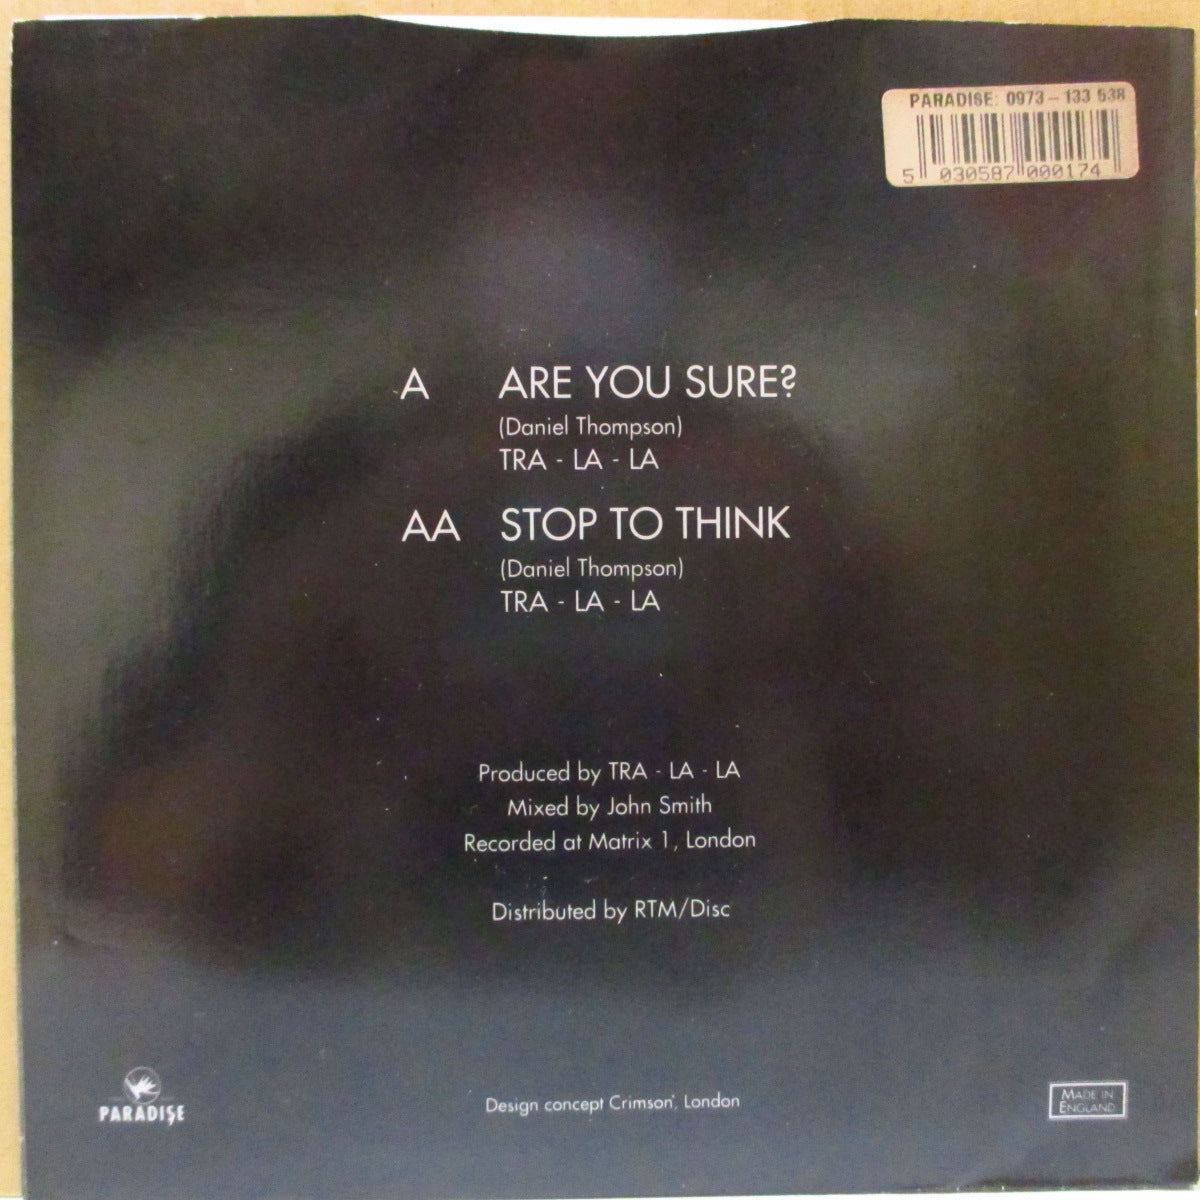 PARADISE: 0973 - 133 538
5 030587 000174
A ARE YOU SURE?
(Daniel Thompson)
TRA - LA - LA
AA STOP TO THINK
(Daniel Thompson)
TRA - LA - LA
Produced by TRA - LA - LA
Mixed by John Smith
Recorded at Matrix 1, London
Distributed by RTM/Disc
PARADISE
Design concept Crimson', London
MADE IN
ENGLAND